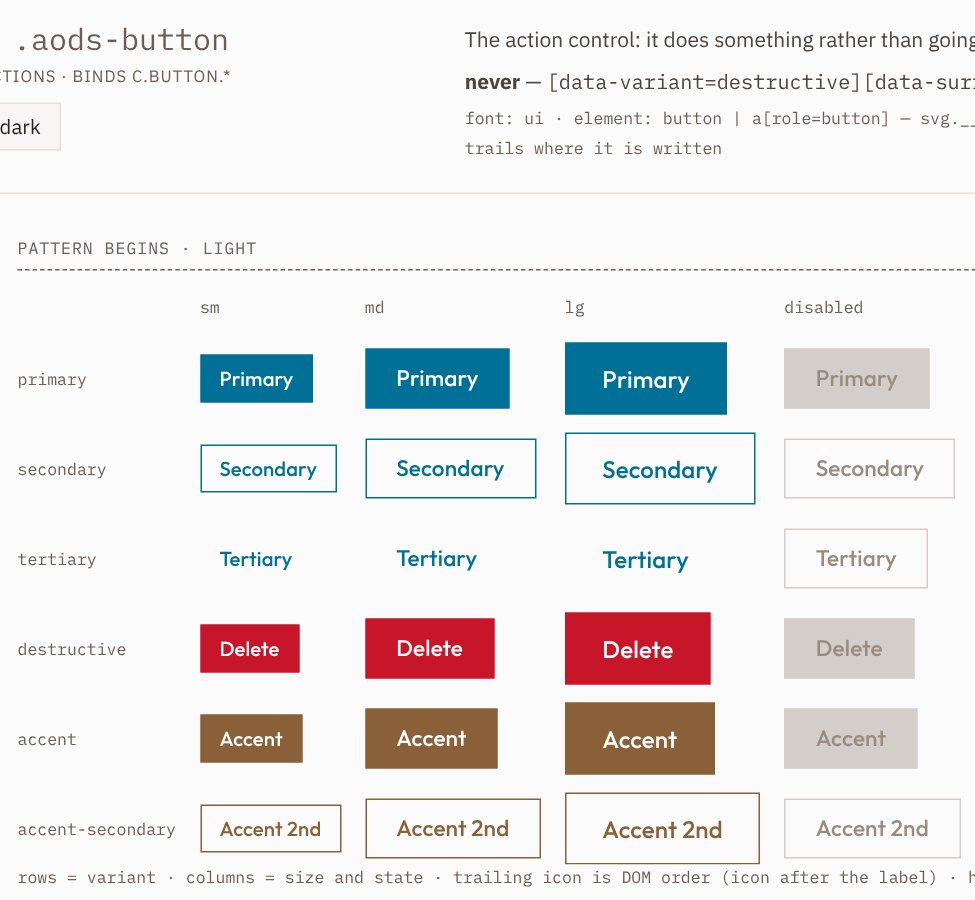 .aods-button
CTIONS · BINDS C.BUTTON.*
dark
The action control: it does something rather than going
never — [data-variant=destructive][data-sur
font: ui · element: button | a[role=button] — svg.__
trails where it is written
PATTERN BEGINS · LIGHT
sm md lg disabled
primary Primary Primary Primary Primary
secondary Secondary Secondary Secondary Secondary
tertiary Tertiary Tertiary Tertiary Tertiary
destructive Delete Delete Delete Delete
accent Accent Accent Accent Accent
accent-secondary Accent 2nd Accent 2nd Accent 2nd Accent 2nd
rows = variant · columns = size and state · trailing icon is DOM order (icon after the label) ·